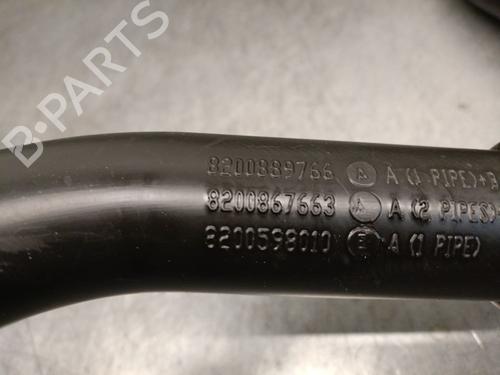 B-PARTS
8200889766 (A) A (1 PIPE)+B
8200867663 (A) A (2 PIPES)
8200598010 (E) A (1 PIPE)